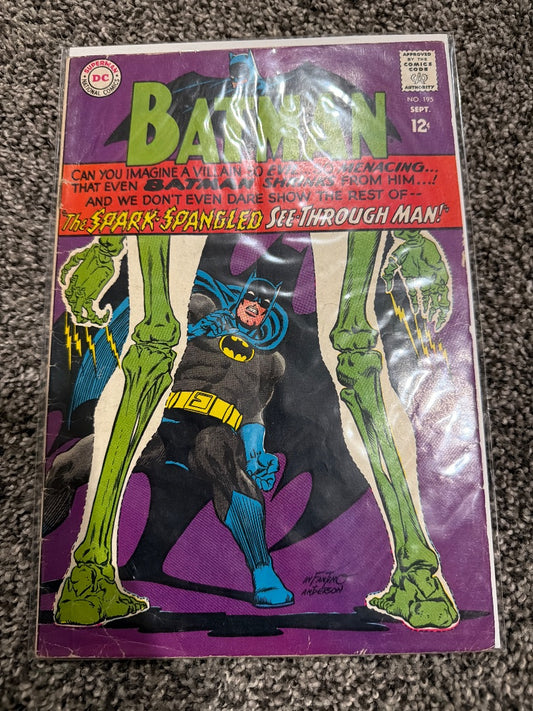 SUPERMAN
DC
NATIONAL COMICS
APPROVED
BY THE
COMICS
CODE
AUTHORITY
BATMAN
NO. 195
SEPT.
12¢
CAN YOU IMAGINE A VILLAIN SO MENACING...
THAT EVEN BATMAN SHRINKS FROM HIM...!
AND WE DON'T EVEN DARE SHOW THE REST OF--
"The SPARK-SPANGLED SEE-THROUGH MAN!"
INFANTINO
ANDERSON